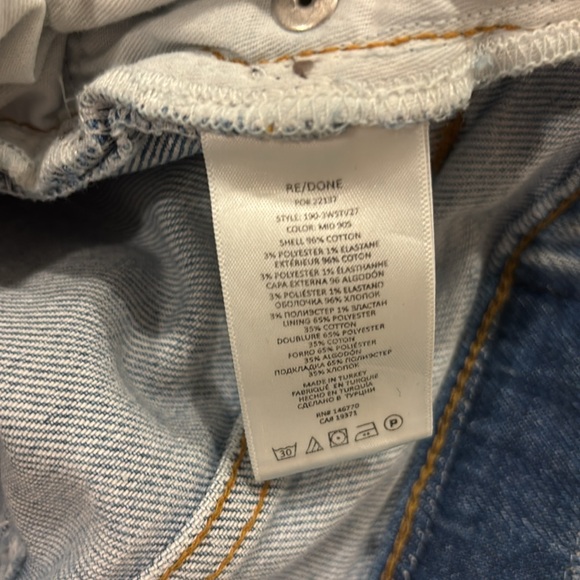 RE/DONE
PO# 22137
STYLE: 190-3W5TV27
COLOR: MID 90S
SHELL 96% COTTON
3% POLYESTER 1% ELASTANE
EXTÉRIEUR 96% COTON
3% POLYESTER 1% ÉLASTHANNE
CAPA EXTERNA 96 ALGODÓN
3% POLIÉSTER 1% ELASTANO
ОБОЛОЧКА 96% ХЛОПОК
3% ПОЛИЭСТЕР 1% ЭЛАСТАН
LINING 65% POLYESTER
35% COTTON
DOUBLURE 65% POLYESTER
35% COTON
FORRO 65% POLIÉSTER
35% ALGODÓN
ПОДКЛАДКА 65% ПОЛИЭСТЕР
35% ХЛОПОК
MADE IN TURKEY
FABRIQUÉ EN TURQUIE
HECHO EN TURQUÍA
СДЕЛАНО В ТУРЦИИ
RN# 146770
CA# 19371
30 P